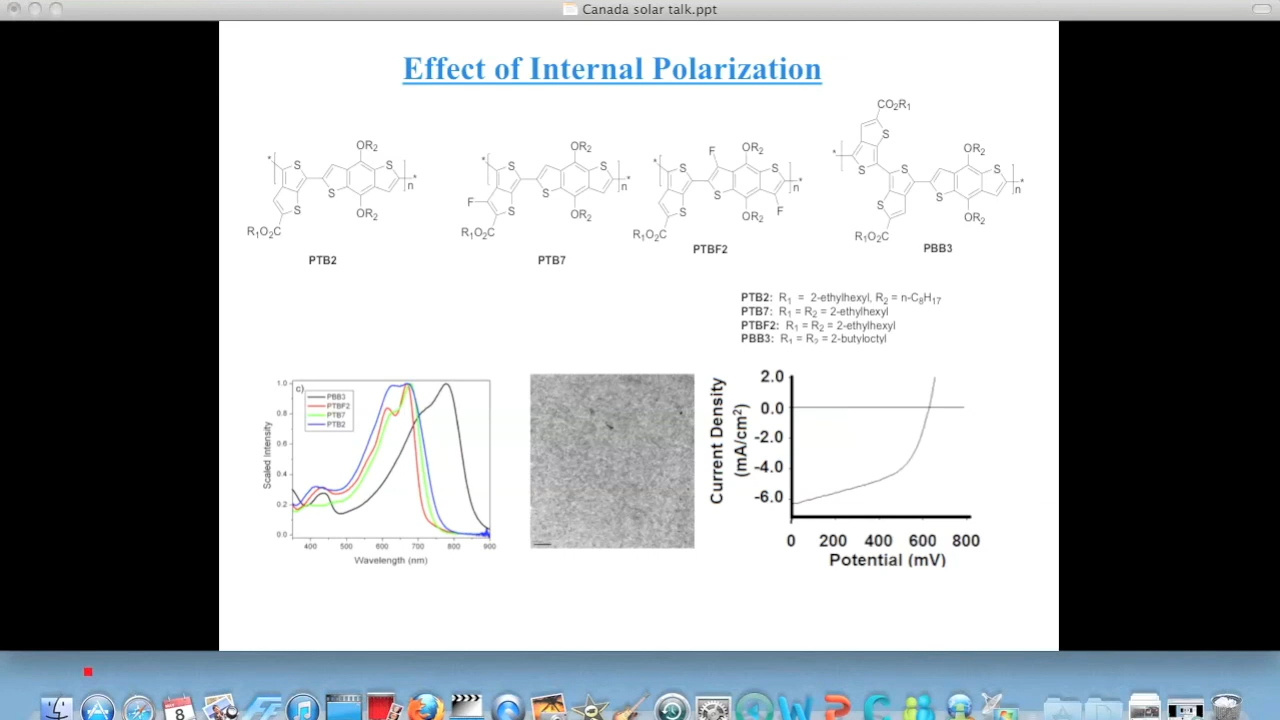 Canada solar talk.ppt
Effect of Internal Polarization
* S OR2 S n * S S OR2 R1O2C
PTB2
* S OR2 S n * F S S OR2 R1O2C
PTB7
* S F OR2 S n * S S OR2 F R1O2C
PTBF2
CO2R1 S * S S OR2 S n * S S OR2 R1O2C
PBB3
PTB2: R1 = 2-ethylhexyl, R2 = n-C8H17
PTB7: R1 = R2 = 2-ethylhexyl
PTBF2: R1 = R2 = 2-ethylhexyl
PBB3: R1 = R2 = 2-butyloctyl
c)
PBB3
PTBF2
PTB7
PTB2
Scaled Intensity
1.0
0.8
0.6
0.4
0.2
0.0
400 500 600 700 800 900
Wavelength (nm)
Current Density
(mA/cm2)
2.0
0.0
-2.0
-4.0
-6.0
0 200 400 600 800
Potential (mV)
8